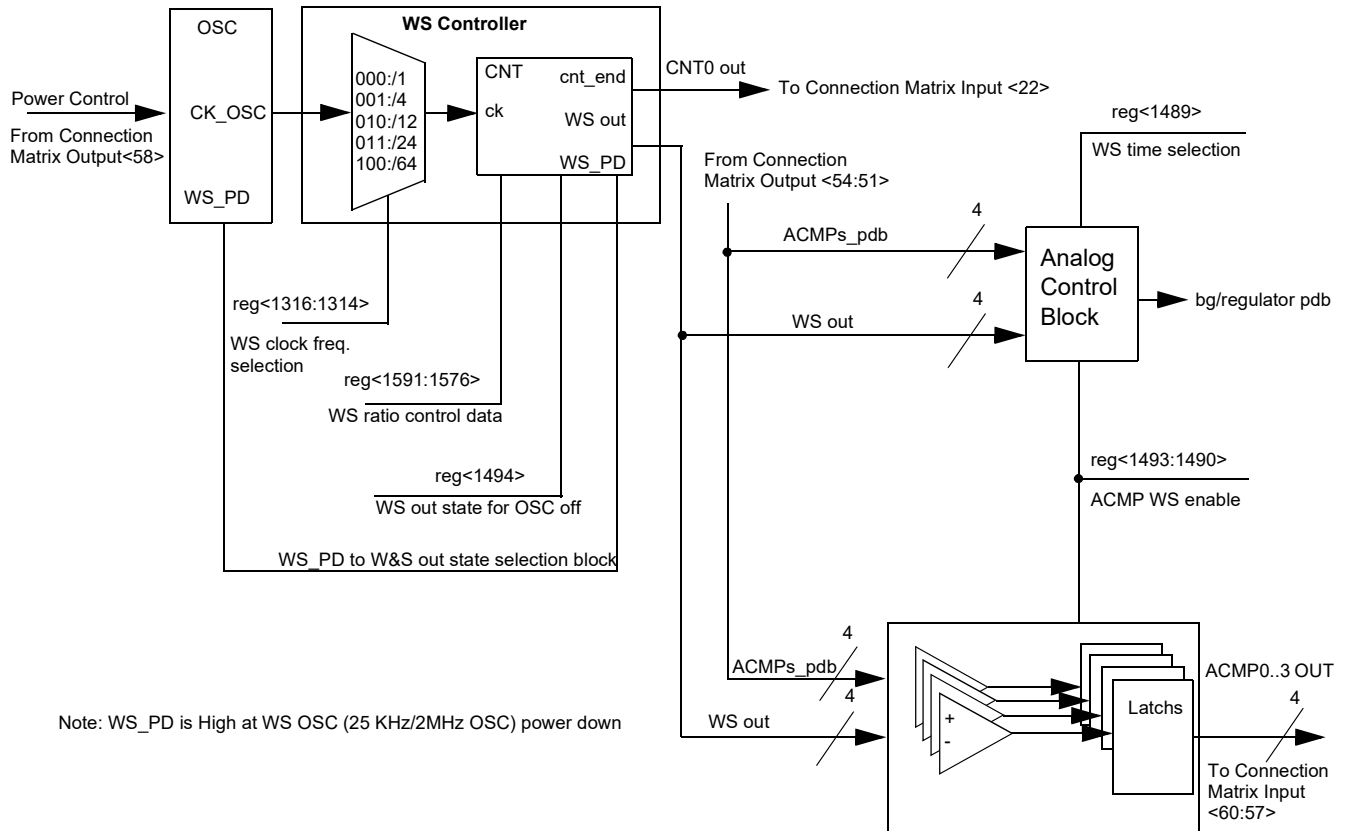 OSC
WS Controller
CNT
cnt_end
CNT0 out
To Connection Matrix Input <22>
000:/1
001:/4
010:/12
011:/24
100:/64
Power Control
CK_OSC
ck
WS out
From Connection
Matrix Output<58>
WS_PD
WS_PD
From Connection
Matrix Output <54:51>
reg<1489>
WS time selection
4
ACMPs_pdb
Analog
Control
Block
bg/regulator pdb
4
WS out
reg<1316:1314>
WS clock freq.
selection
reg<1591:1576>
WS ratio control data
reg<1494>
WS out state for OSC off
reg<1493:1490>
ACMP WS enable
WS_PD to W&S out state selection block
4
ACMPs_pdb
4
WS out
+
-
Latchs
ACMP0..3 OUT
4
To Connection
Matrix Input
<60:57>
Note: WS_PD is High at WS OSC (25 KHz/2MHz OSC) power down